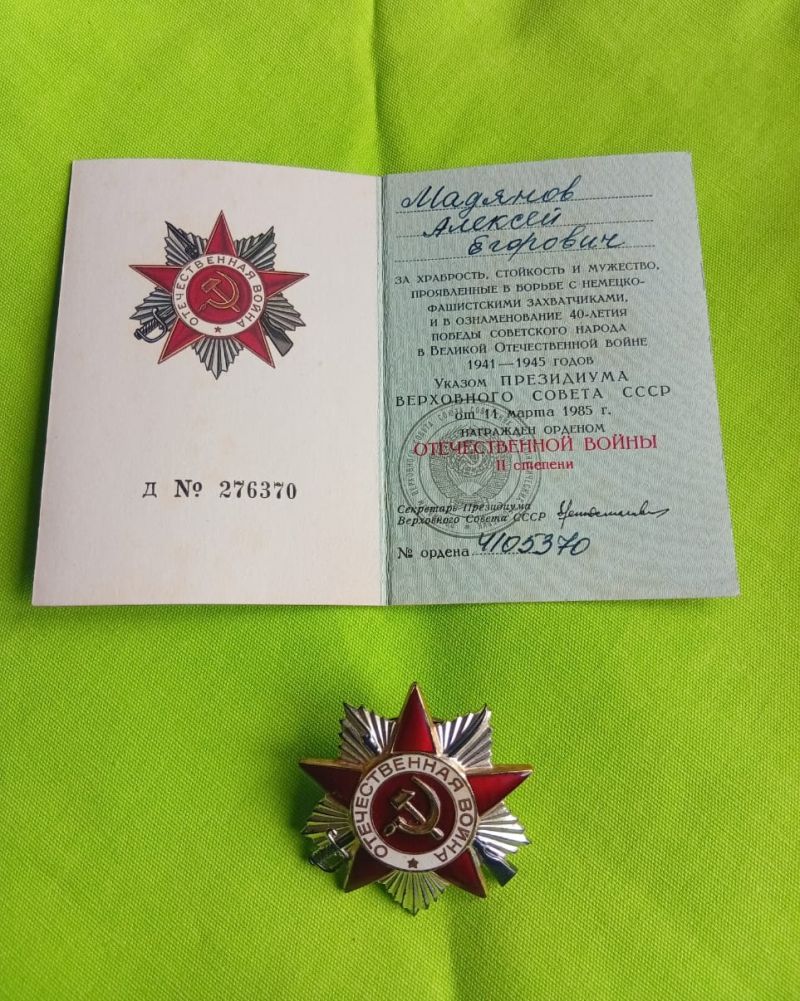 ОТЕЧЕСТВЕННАЯ ВОЙНА
Д № 276370
Мадянов
Алексей
Егорович
ЗА ХРАБРОСТЬ, СТОЙКОСТЬ И МУЖЕСТВО,
ПРОЯВЛЕННЫЕ В БОРЬБЕ С НЕМЕЦКО-
ФАШИСТСКИМИ ЗАХВАТЧИКАМИ,
И В ОЗНАМЕНОВАНИЕ 40-ЛЕТИЯ
ПОБЕДЫ СОВЕТСКОГО НАРОДА
В ВЕЛИКОЙ ОТЕЧЕСТВЕННОЙ ВОЙНЕ
1941—1945 ГОДОВ
УКАЗОМ ПРЕЗИДИУМА
ВЕРХОВНОГО СОВЕТА СССР
от 11 марта 1985 г.
НАГРАЖДЕН ОРДЕНОМ
ОТЕЧЕСТВЕННОЙ ВОЙНЫ
II степени
Секретарь Президиума
Верховного Совета СССР
№ ордена 4105370
ОТЕЧЕСТВЕННАЯ ВОЙНА